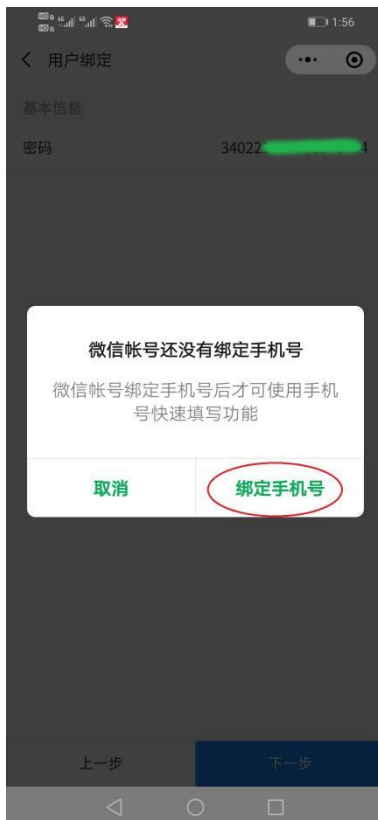 1:56
用户绑定
基本信息
密码 34022 4
微信帐号还没有绑定手机号
微信帐号绑定手机号后才可使用手机
号快速填写功能
取消 绑定手机号
上一步 下一步